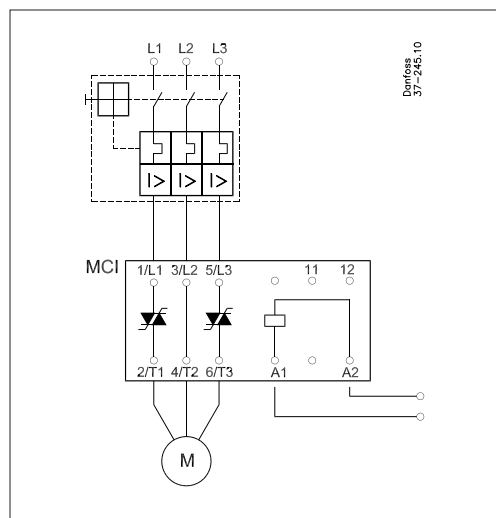 L1 L2 L3
Danfoss
37-245.10
I> I> I>
MCI
1/L1 3/L2 5/L3 11 12
2/T1 4/T2 6/T3 A1 A2
M